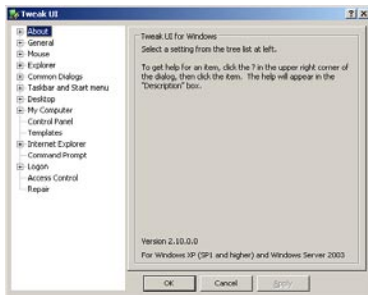 Tweak UI
About
General
Mouse
Explorer
Common Dialogs
Taskbar and Start menu
Desktop
My Computer
Control Panel
Templates
Internet Explorer
Command Prompt
Logon
Access Control
Repair
Tweak UI for Windows
Select a setting from the tree list at left.
To get help for an item, click the ? in the upper right corner of
the dialog, then click the item. The help will appear in the
"Description" box.
Version 2.10.0.0
For Windows XP (SP1 and higher) and Windows Server 2003
OK
Cancel
Apply